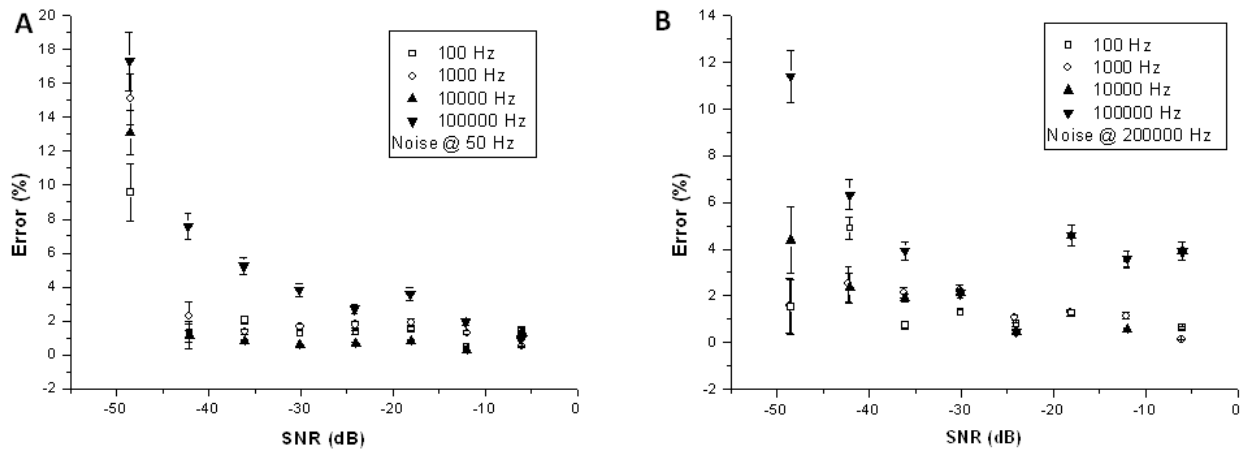 A
20
18
16
14
12
10
8
6
4
2
0
-2
Error (%)
-50
-40
-30
-20
-10
0
SNR (dB)
100 Hz
1000 Hz
10000 Hz
100000 Hz
Noise @ 50 Hz
B
14
12
10
8
6
4
2
0
-2
Error (%)
-50
-40
-30
-20
-10
0
SNR (dB)
100 Hz
1000 Hz
10000 Hz
100000 Hz
Noise @ 200000 Hz